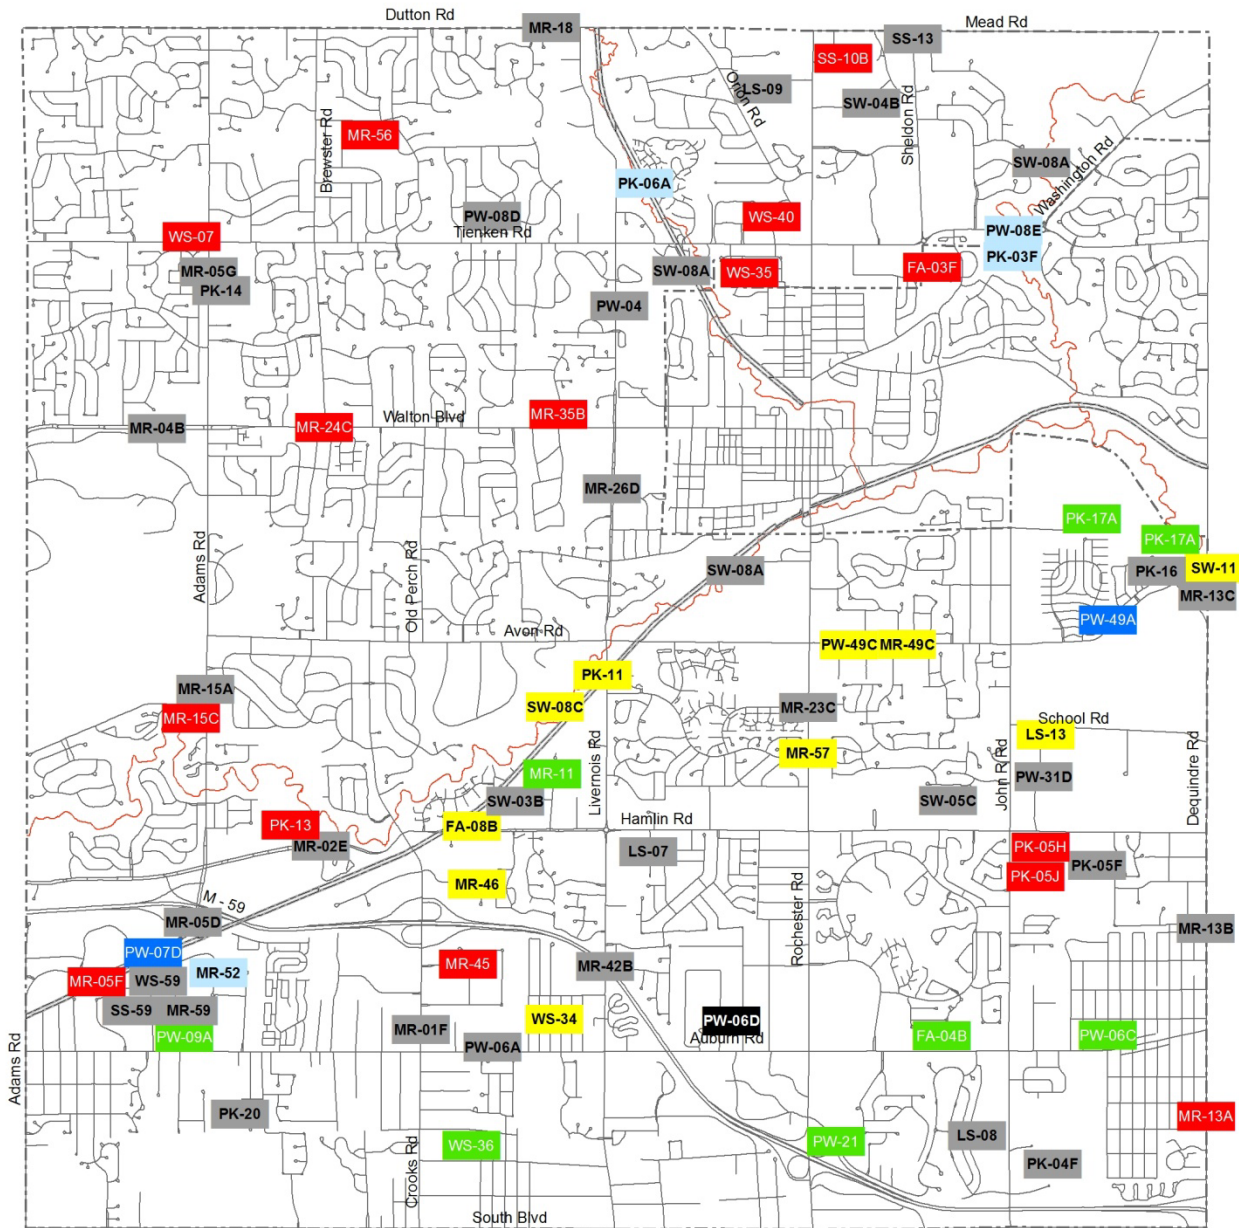 Dutton Rd
MR-18
Mead Rd
SS-13
SS-10B
LS-09
Orion Rd
SW-04B
Sheldon Rd
MR-56
Brewster Rd
SW-08A
Washington Rd
PK-06A
PW-08D
Tienken Rd
WS-40
PW-08E
PK-03F
WS-07
MR-05G
PK-14
SW-08A
WS-35
FA-03F
PW-04
MR-04B
MR-24C
Walton Blvd
MR-35B
MR-26D
PK-17A
PK-17A
Adams Rd
Old Perch Rd
SW-08A
PK-16
SW-11
MR-13C
PW-49A
Avon Rd
PW-49C
MR-49C
PK-11
MR-15A
MR-15C
SW-08C
MR-23C
School Rd
LS-13
MR-57
Livernois Rd
John R Rd
Dequindre Rd
MR-11
PW-31D
SW-03B
SW-05C
PK-13
FA-08B
Hamlin Rd
MR-02E
LS-07
PK-05H
PK-05F
PK-05J
MR-46
M - 59
MR-05D
Rochester Rd
MR-13B
PW-07D
MR-05F
WS-59
MR-52
MR-45
MR-42B
SS-59
MR-59
WS-34
PW-06D
MR-01F
Auburn Rd
PW-09A
PW-06A
FA-04B
PW-06C
Adams Rd
PK-20
MR-13A
Crooks Rd
WS-36
PW-21
LS-08
PK-04F
South Blvd